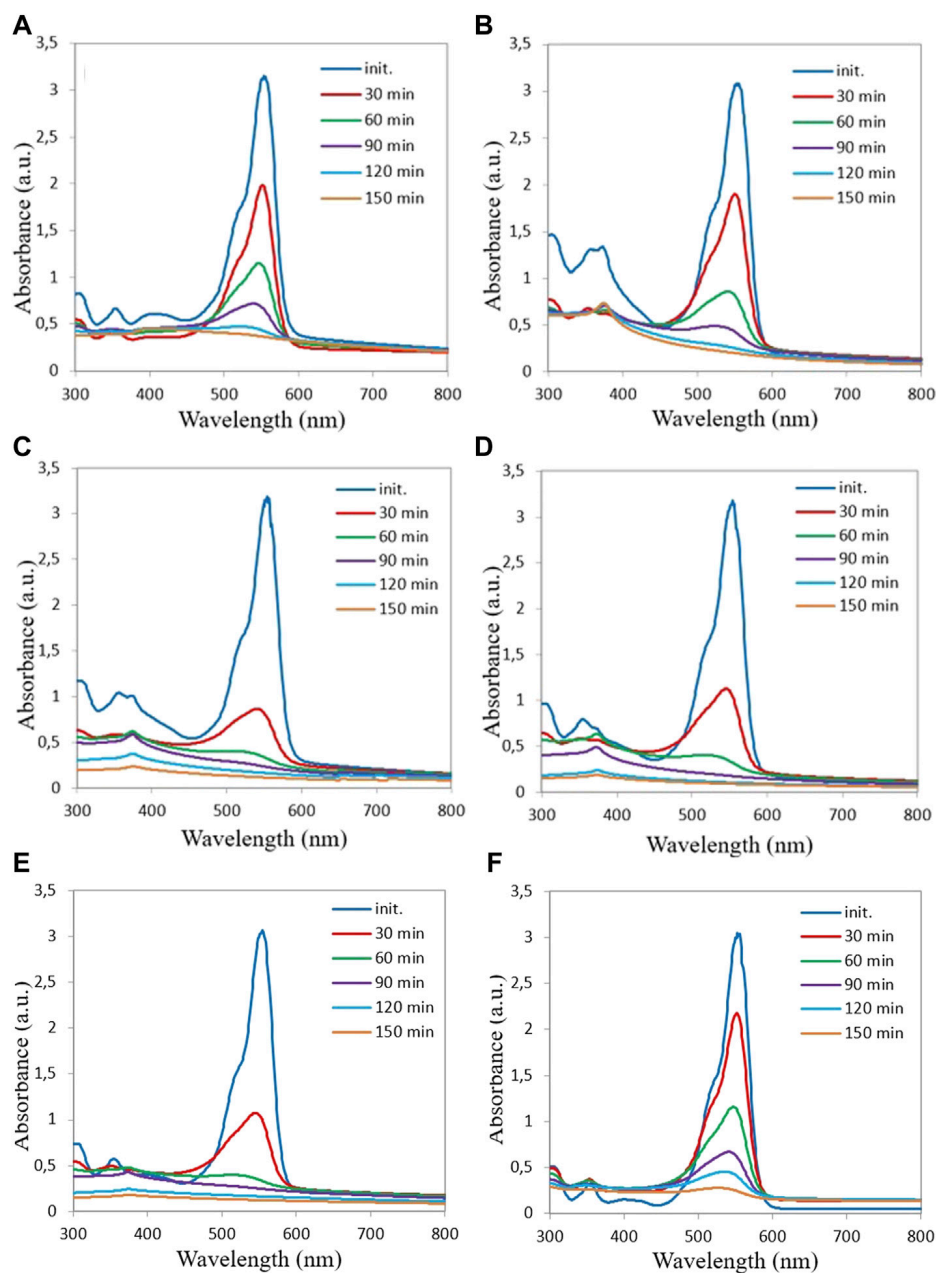 A
3,5
3
2,5
2
1,5
1
0,5
0
300 400 500 600 700 800
Absorbance (a.u.)
Wavelength (nm)
init.
30 min
60 min
90 min
120 min
150 min
B
3,5
3
2,5
2
1,5
1
0,5
0
300 400 500 600 700 800
Absorbance (a.u.)
Wavelength (nm)
init.
30 min
60 min
90 min
120 min
150 min
C
3,5
3
2,5
2
1,5
1
0,5
0
300 400 500 600 700 800
Absorbance (a.u.)
Wavelength (nm)
init.
30 min
60 min
90 min
120 min
150 min
D
3,5
3
2,5
2
1,5
1
0,5
0
300 400 500 600 700 800
Absorbance (a.u.)
Wavelength (nm)
init.
30 min
60 min
90 min
120 min
150 min
E
3,5
3
2,5
2
1,5
1
0,5
0
300 400 500 600 700 800
Absorbance (a.u.)
Wavelength (nm)
init.
30 min
60 min
90 min
120 min
150 min
F
3,5
3
2,5
2
1,5
1
0,5
0
300 400 500 600 700 800
Absorbance (a.u.)
Wavelength (nm)
init.
30 min
60 min
90 min
120 min
150 min